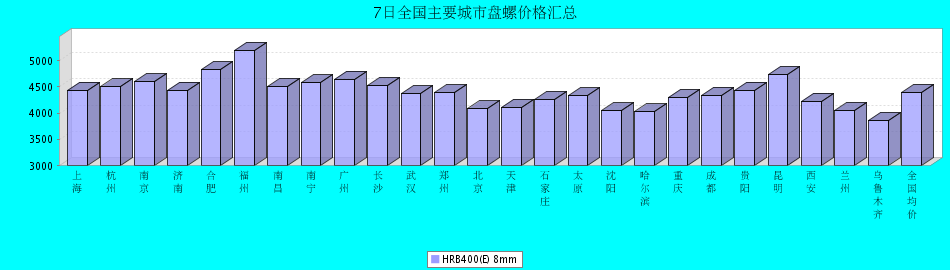 7日全国主要城市盘螺价格汇总
5000
4500
4000
3500
3000
上海
杭州
南京
济南
合肥
福州
南昌
南宁
广州
长沙
武汉
郑州
北京
天津
石家庄
太原
沈阳
哈尔滨
重庆
成都
贵阳
昆明
西安
兰州
乌鲁木齐
全国均价
HRB400(E) 8mm